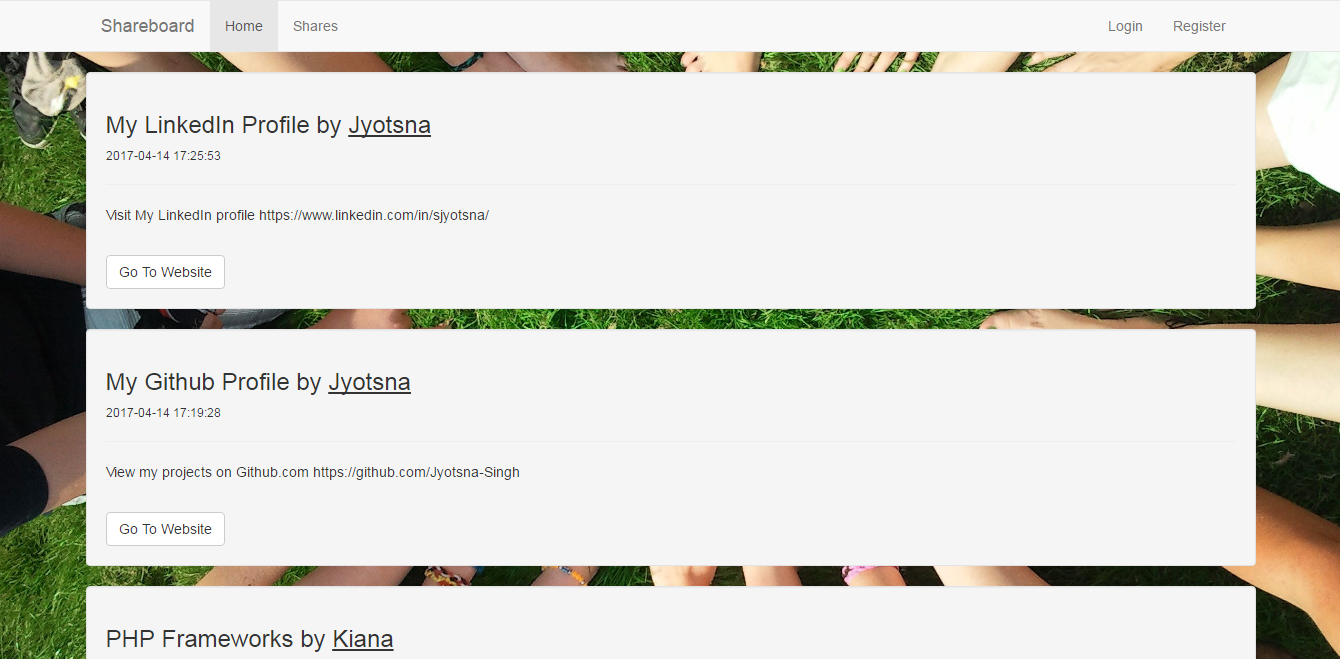 Shareboard Home Shares Login Register
My LinkedIn Profile by Jyotsna
2017-04-14 17:25:53
Visit My LinkedIn profile https://www.linkedin.com/in/sjyotsna/
Go To Website
My Github Profile by Jyotsna
2017-04-14 17:19:28
View my projects on Github.com https://github.com/Jyotsna-Singh
Go To Website
PHP Frameworks by Kiana